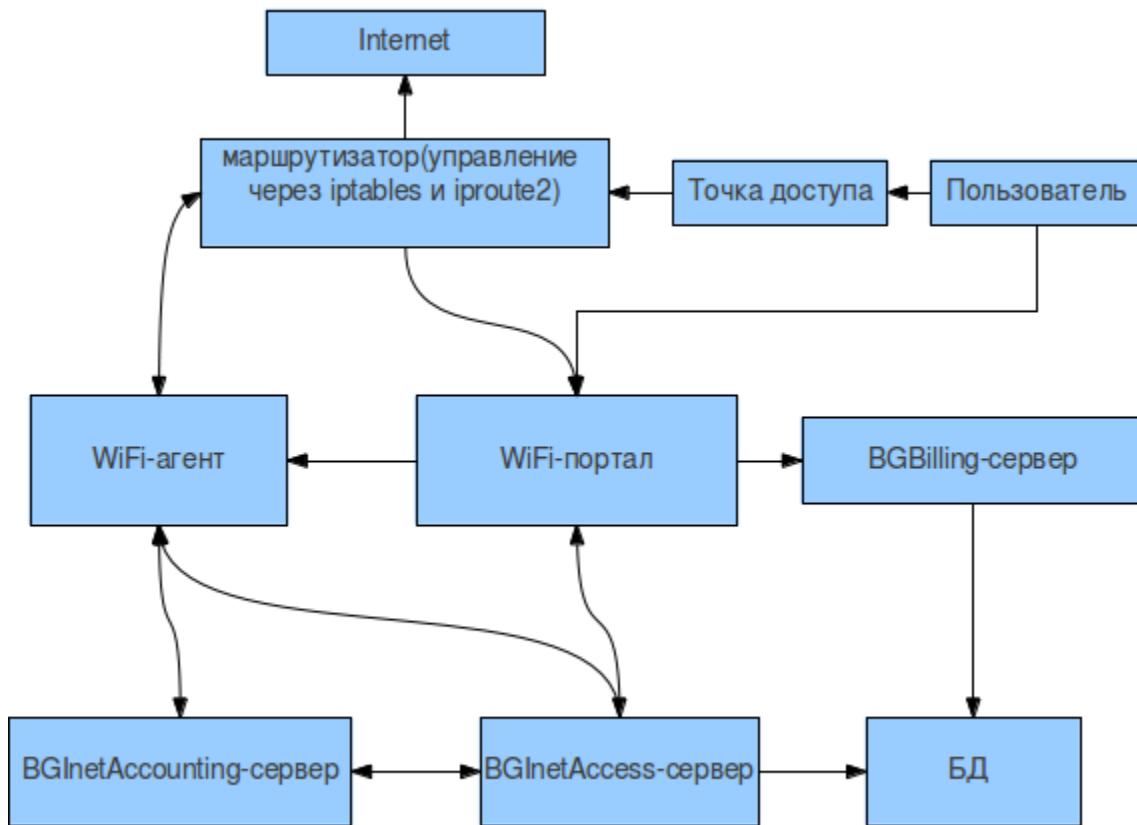 Internet
маршрутизатор(управление
через iptables и iproute2)
Точка доступа
Пользователь
WiFi-агент
WiFi-портал
BGBilling-сервер
BGInetAccounting-сервер
BGInetAccess-сервер
БД